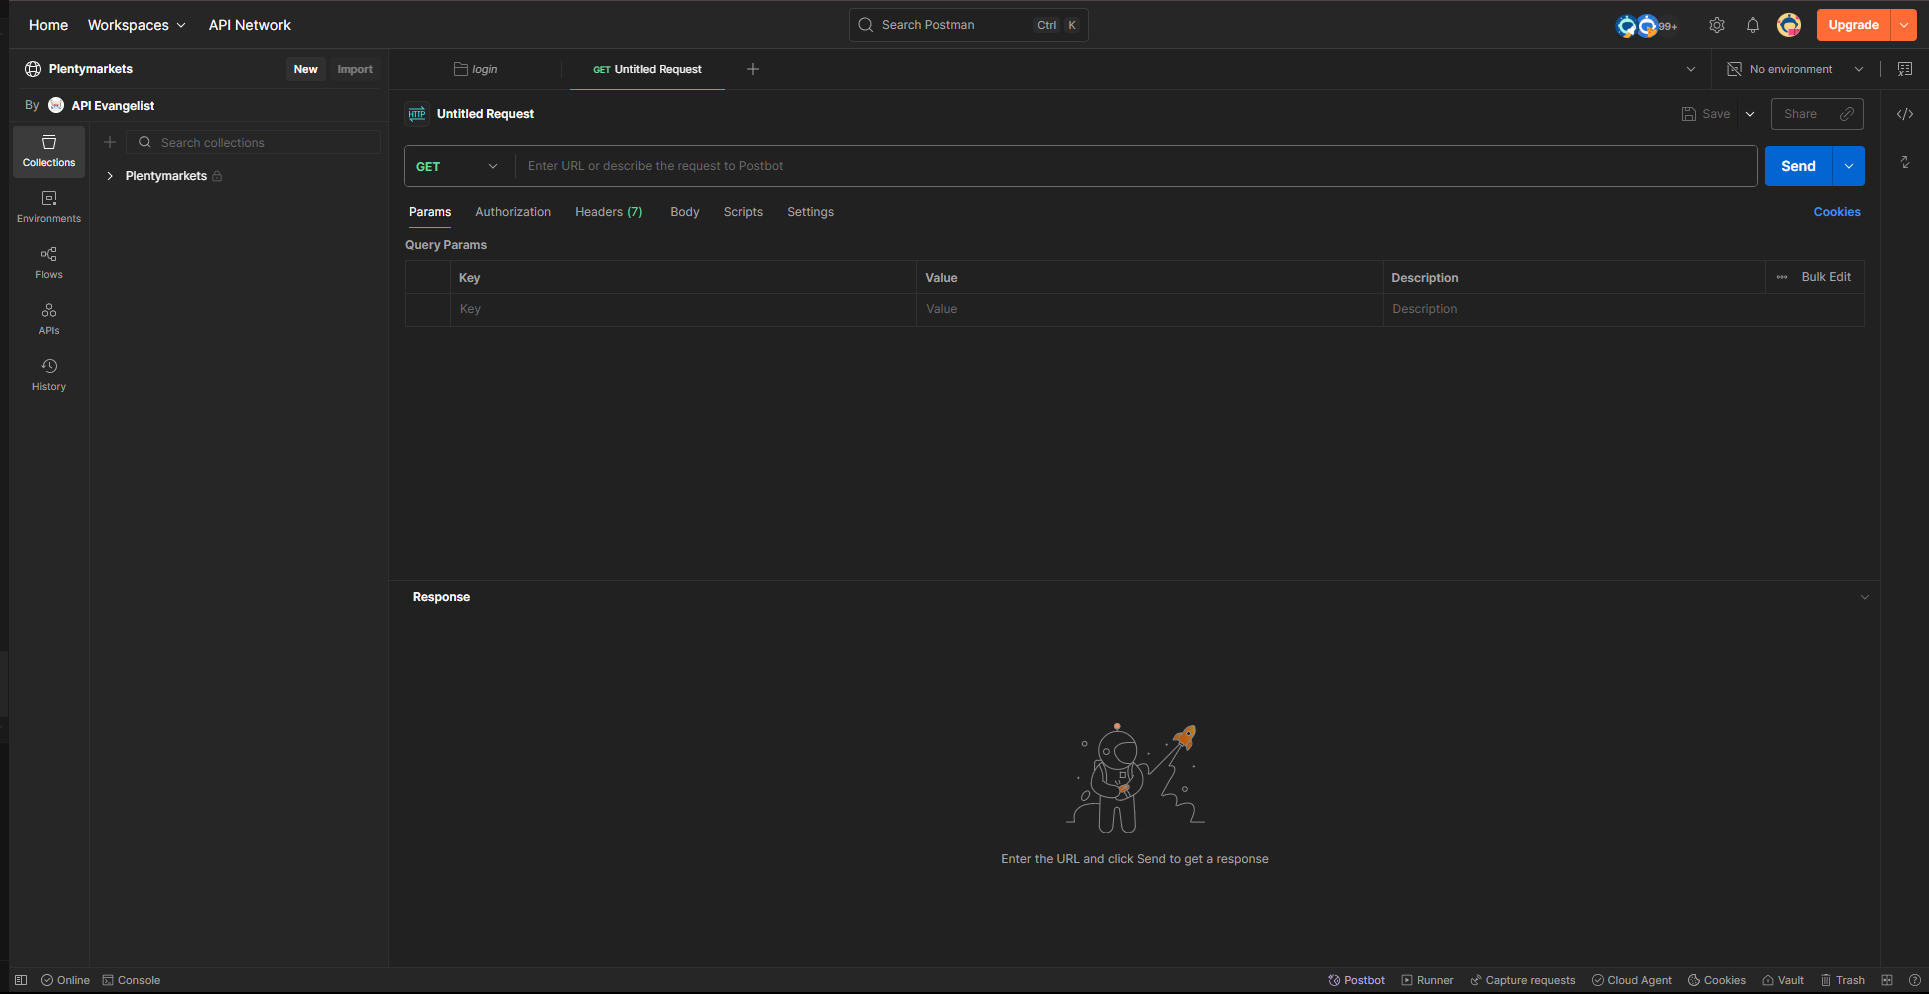 Home Workspaces API Network Search Postman Ctrl K 99+ Upgrade
Plentymarkets New Import login GET Untitled Request No environment
By API Evangelist
HTTP Untitled Request Save Share
Collections Search collections
GET Enter URL or describe the request to Postbot Send
Plentymarkets
Environments
Params Authorization Headers (7) Body Scripts Settings Cookies
Query Params
Flows
Key Value Description Bulk Edit
Key Value Description
APIs
History
Response
Enter the URL and click Send to get a response
Online Console Postbot Runner Capture requests Cloud Agent Cookies Vault Trash